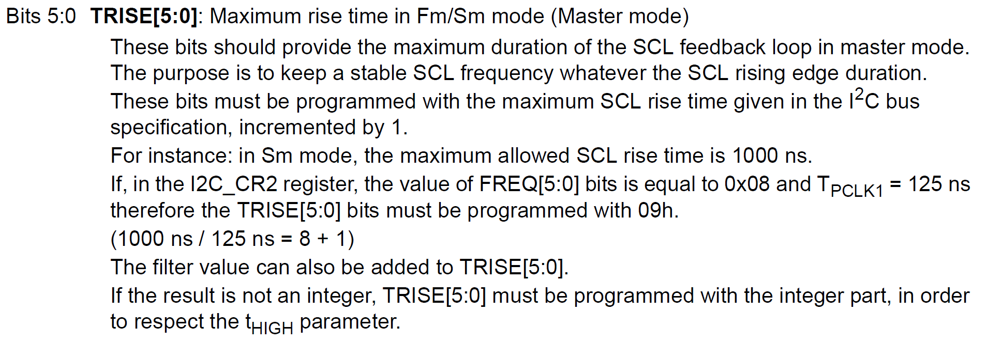 Bits 5:0 TRISE[5:0]: Maximum rise time in Fm/Sm mode (Master mode)
These bits should provide the maximum duration of the SCL feedback loop in master mode.
The purpose is to keep a stable SCL frequency whatever the SCL rising edge duration.
These bits must be programmed with the maximum SCL rise time given in the I²C bus
specification, incremented by 1.
For instance: in Sm mode, the maximum allowed SCL rise time is 1000 ns.
If, in the I2C_CR2 register, the value of FREQ[5:0] bits is equal to 0x08 and TPCLK1 = 125 ns
therefore the TRISE[5:0] bits must be programmed with 09h.
(1000 ns / 125 ns = 8 + 1)
The filter value can also be added to TRISE[5:0].
If the result is not an integer, TRISE[5:0] must be programmed with the integer part, in order
to respect the tHIGH parameter.